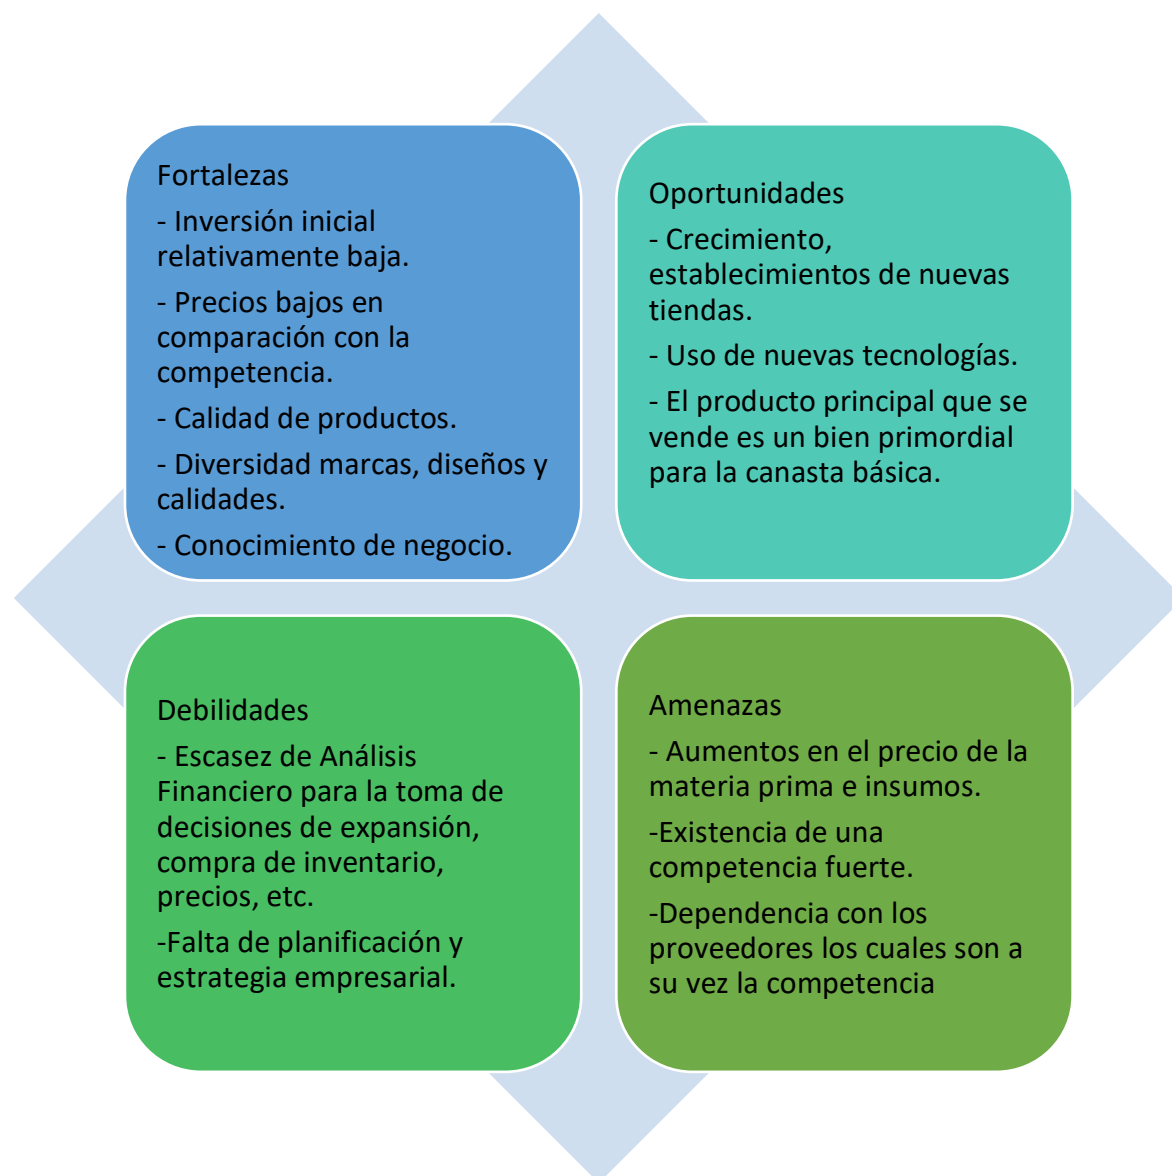 Fortalezas
- Inversión inicial
relativamente baja.
- Precios bajos en
comparación con la
competencia.
- Calidad de productos.
- Diversidad marcas, diseños y
calidades.
- Conocimiento de negocio.
Oportunidades
- Crecimiento,
establecimientos de nuevas
tiendas.
- Uso de nuevas tecnologías.
- El producto principal que se
vende es un bien primordial
para la canasta básica.
Debilidades
- Escasez de Análisis
Financiero para la toma de
decisiones de expansión,
compra de inventario,
precios, etc.
-Falta de planificación y
estrategia empresarial.
Amenazas
- Aumentos en el precio de la
materia prima e insumos.
-Existencia de una
competencia fuerte.
-Dependencia con los
proveedores los cuales son a
su vez la competencia